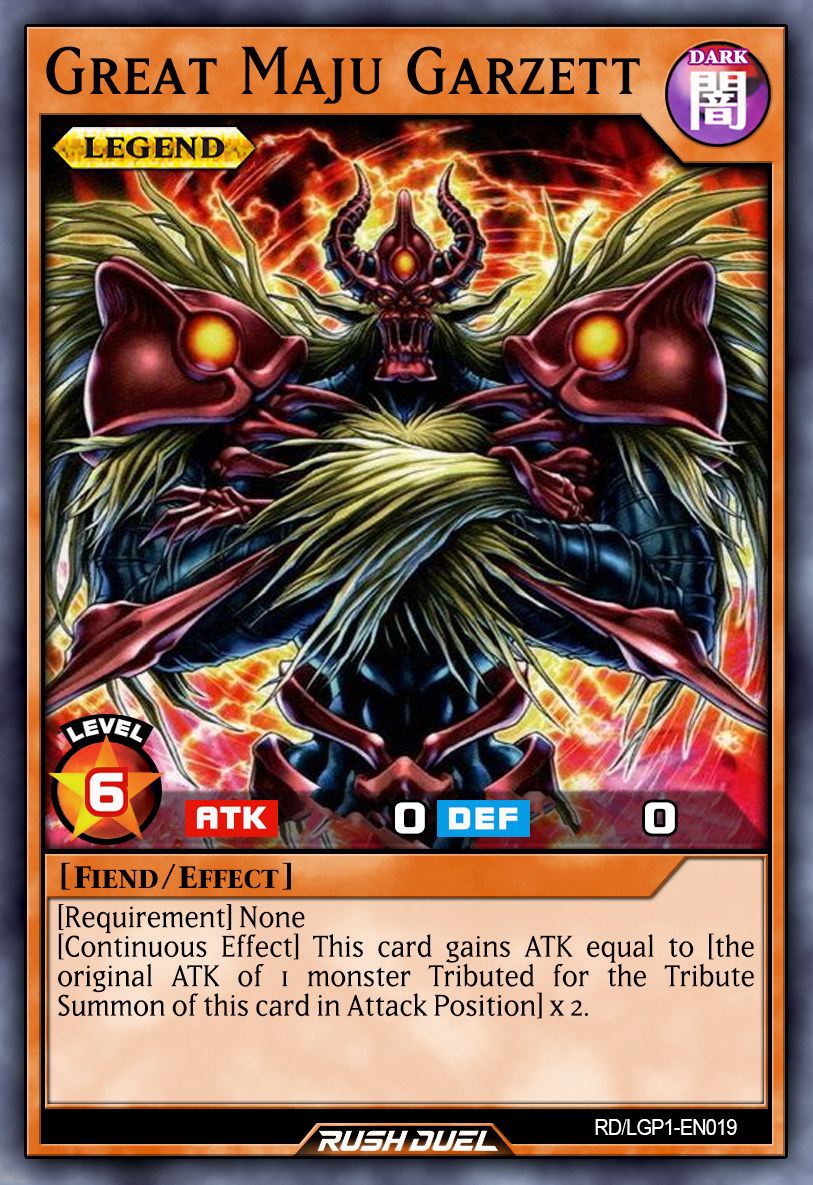 Great Maju Garzett
DARK
闇
LEGEND
LEVEL
6
ATK 0 DEF 0
[Fiend/Effect]
[Requirement] None
[Continuous Effect] This card gains ATK equal to [the
original ATK of 1 monster Tributed for the Tribute
Summon of this card in Attack Position] x 2.
RUSH DUEL
RD/LGP1-EN019